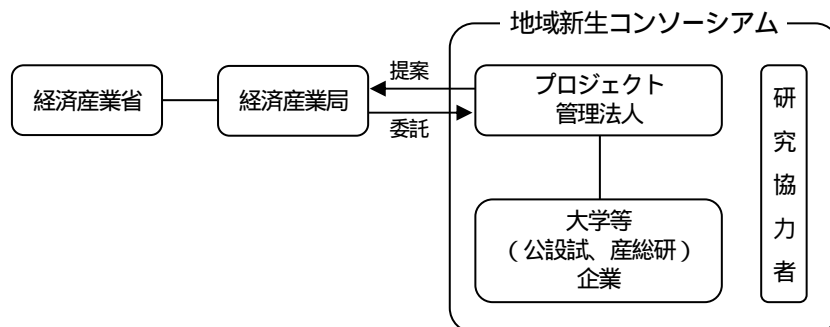 地域新生コンソーシアム
経済産業省
経済産業局
提案
委託
プロジェクト
管理法人
大学等
（公設試、産総研）
企業
研究協力者